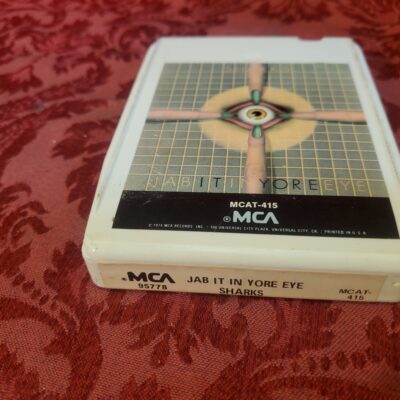 JAB IT IN YORE EYE
MCAT-415
MCA
© 1974 MCA RECORDS, INC. / 100 UNIVERSAL CITY PLAZA, UNIVERSAL CITY, CA. / PRINTED IN U.S.A.
MCA JAB IT IN YORE EYE MCAT-
95778 SHARKS 415